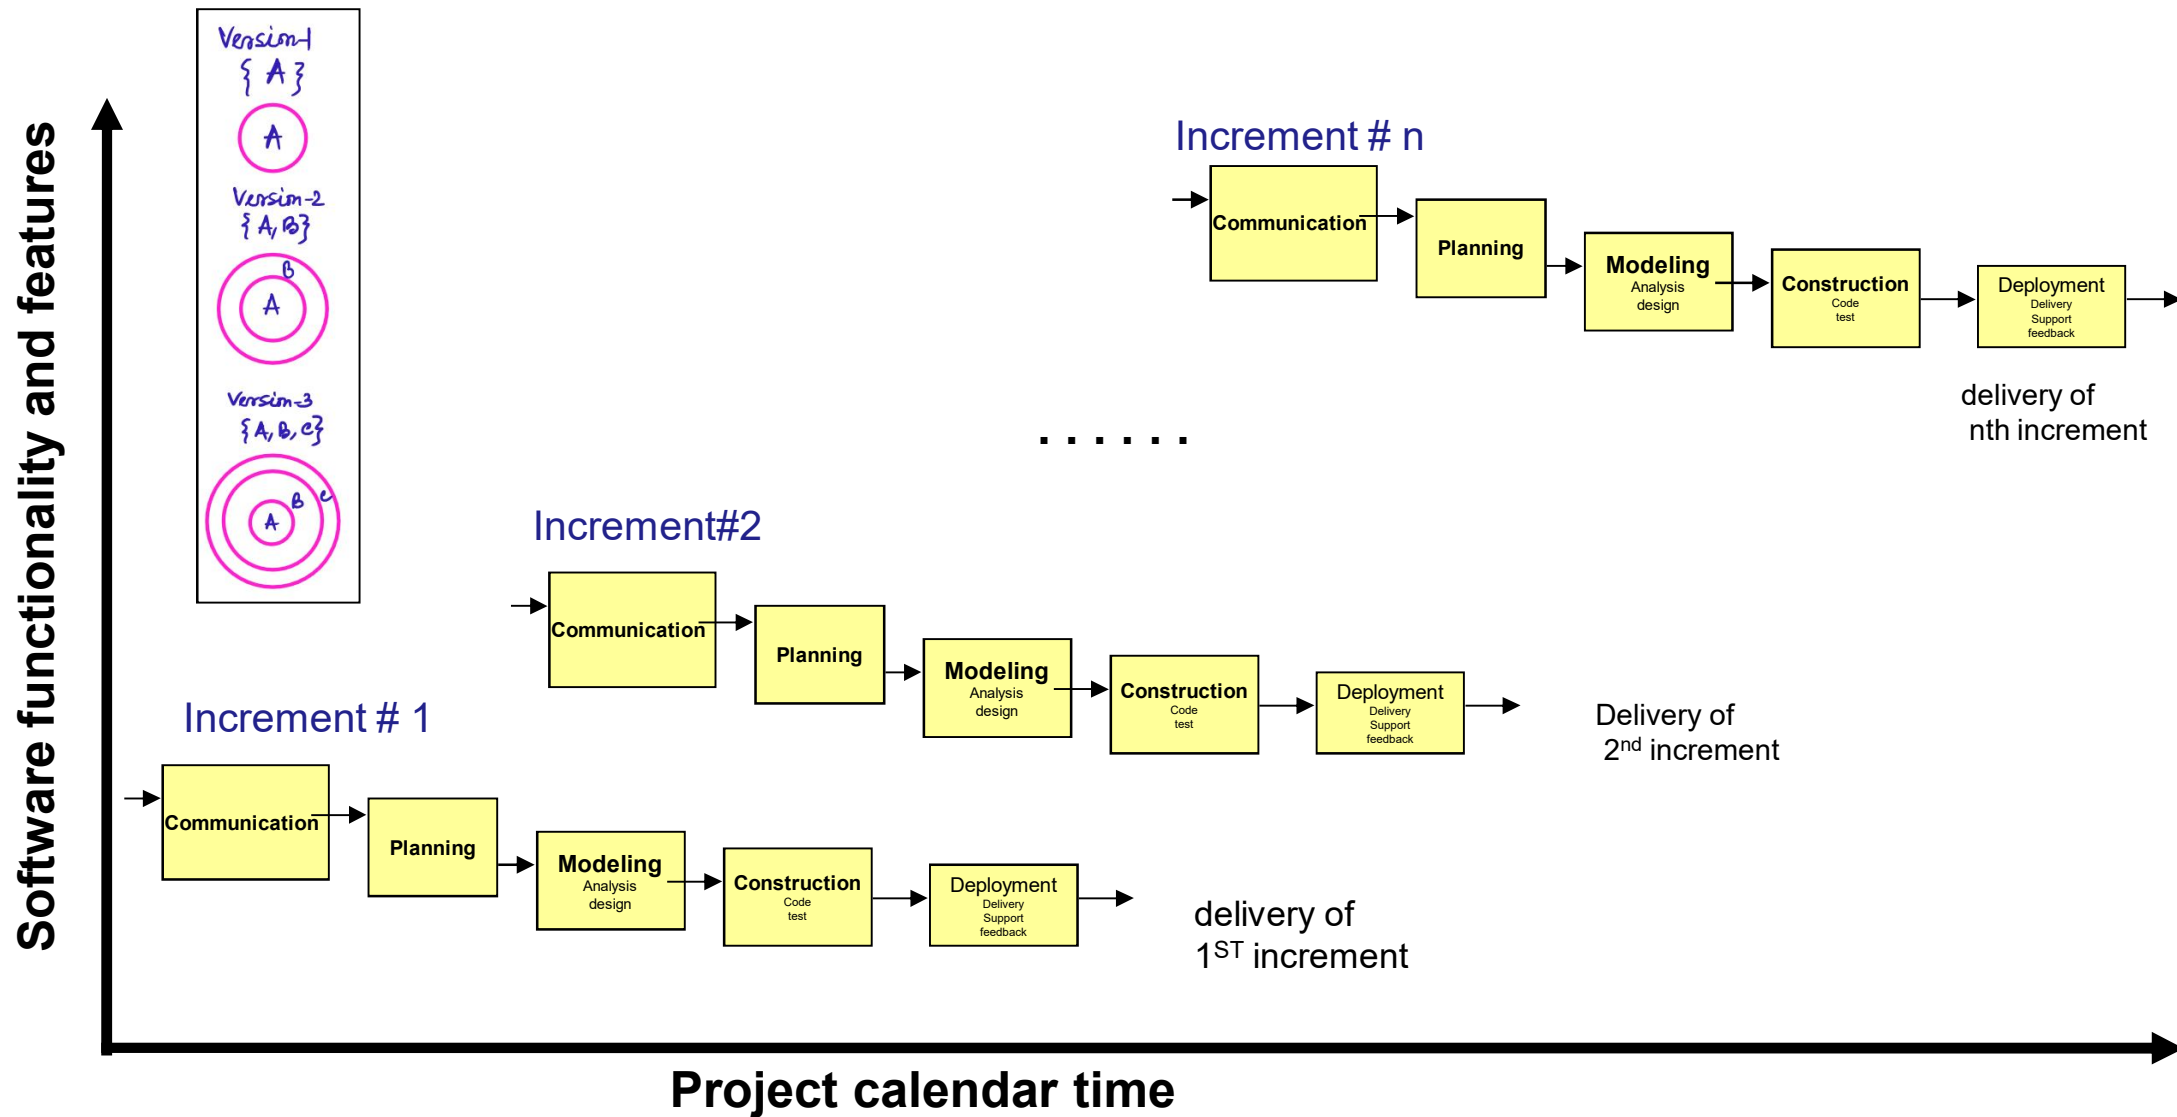 Software functionality and features
Version-1
{ A }
A
Version-2
{ A, B }
B
A
Version-3
{ A, B, C }
A
B
C
Increment # n
Communication
Planning
Modeling
Analysis
design
Construction
Code
test
Deployment
Delivery
Support
feedback
delivery of
nth increment
......
Increment#2
Communication
Planning
Modeling
Analysis
design
Construction
Code
test
Deployment
Delivery
Support
feedback
Delivery of
2nd increment
Increment # 1
Communication
Planning
Modeling
Analysis
design
Construction
Code
test
Deployment
Delivery
Support
feedback
delivery of
1ST increment
Project calendar time